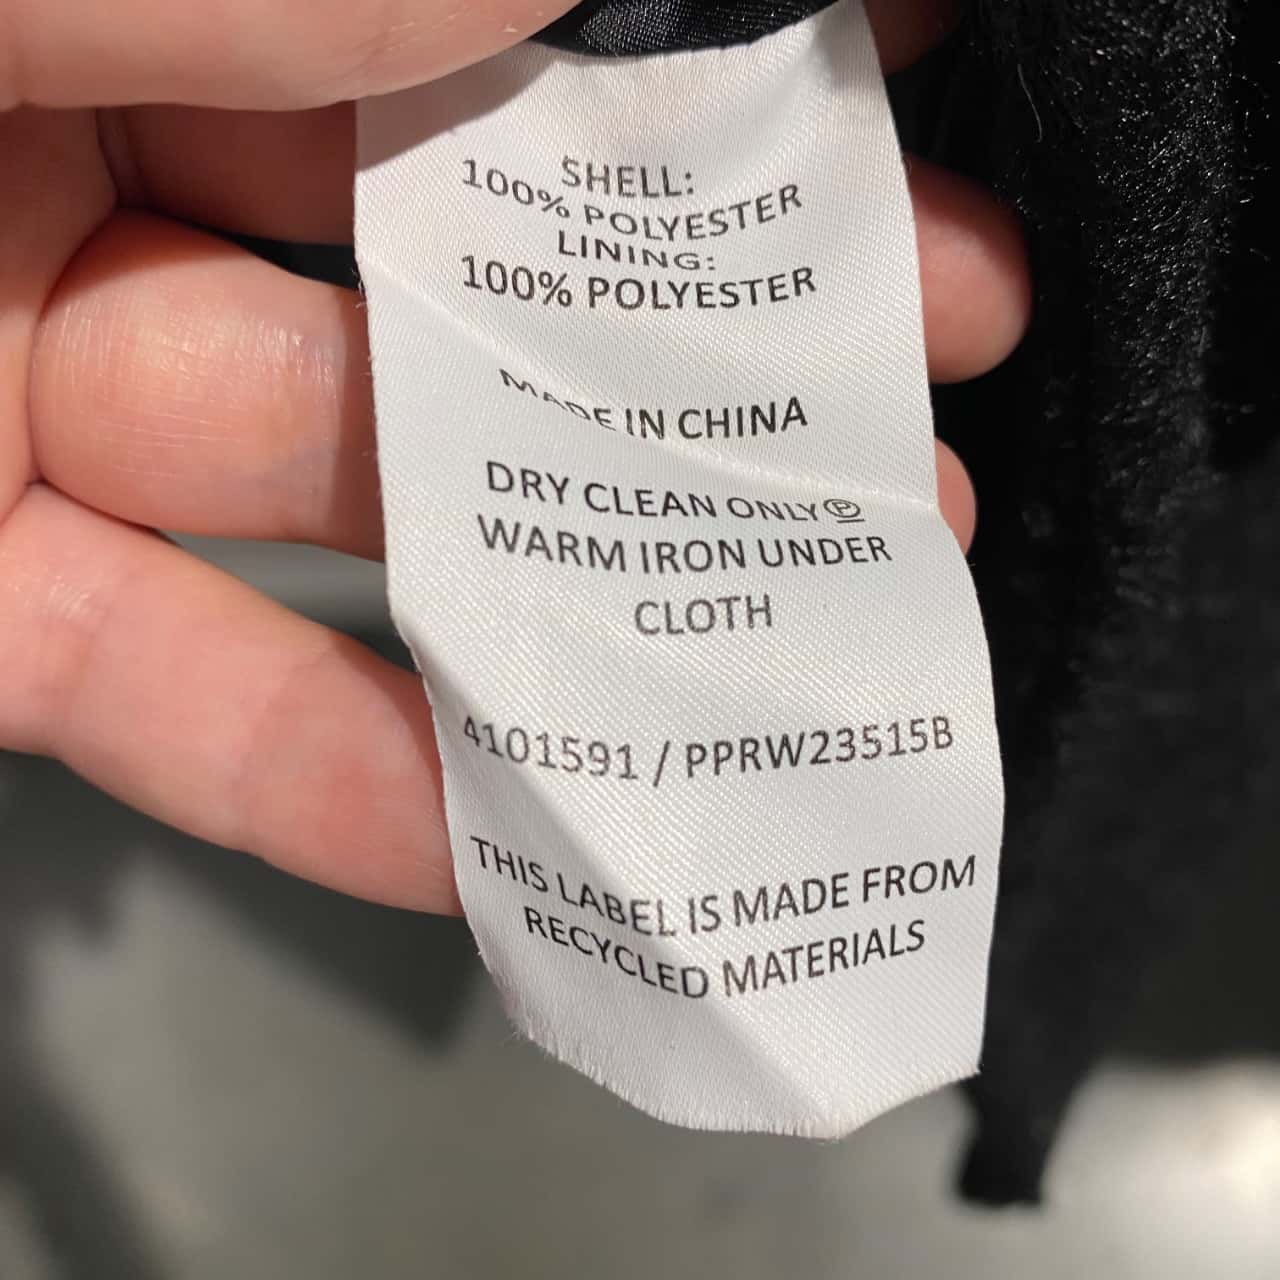 SHELL:
100% POLYESTER
LINING:
100% POLYESTER
MADE IN CHINA
DRY CLEAN ONLY Ⓟ
WARM IRON UNDER
CLOTH
4101591 / PPRW23515B
THIS LABEL IS MADE FROM
RECYCLED MATERIALS